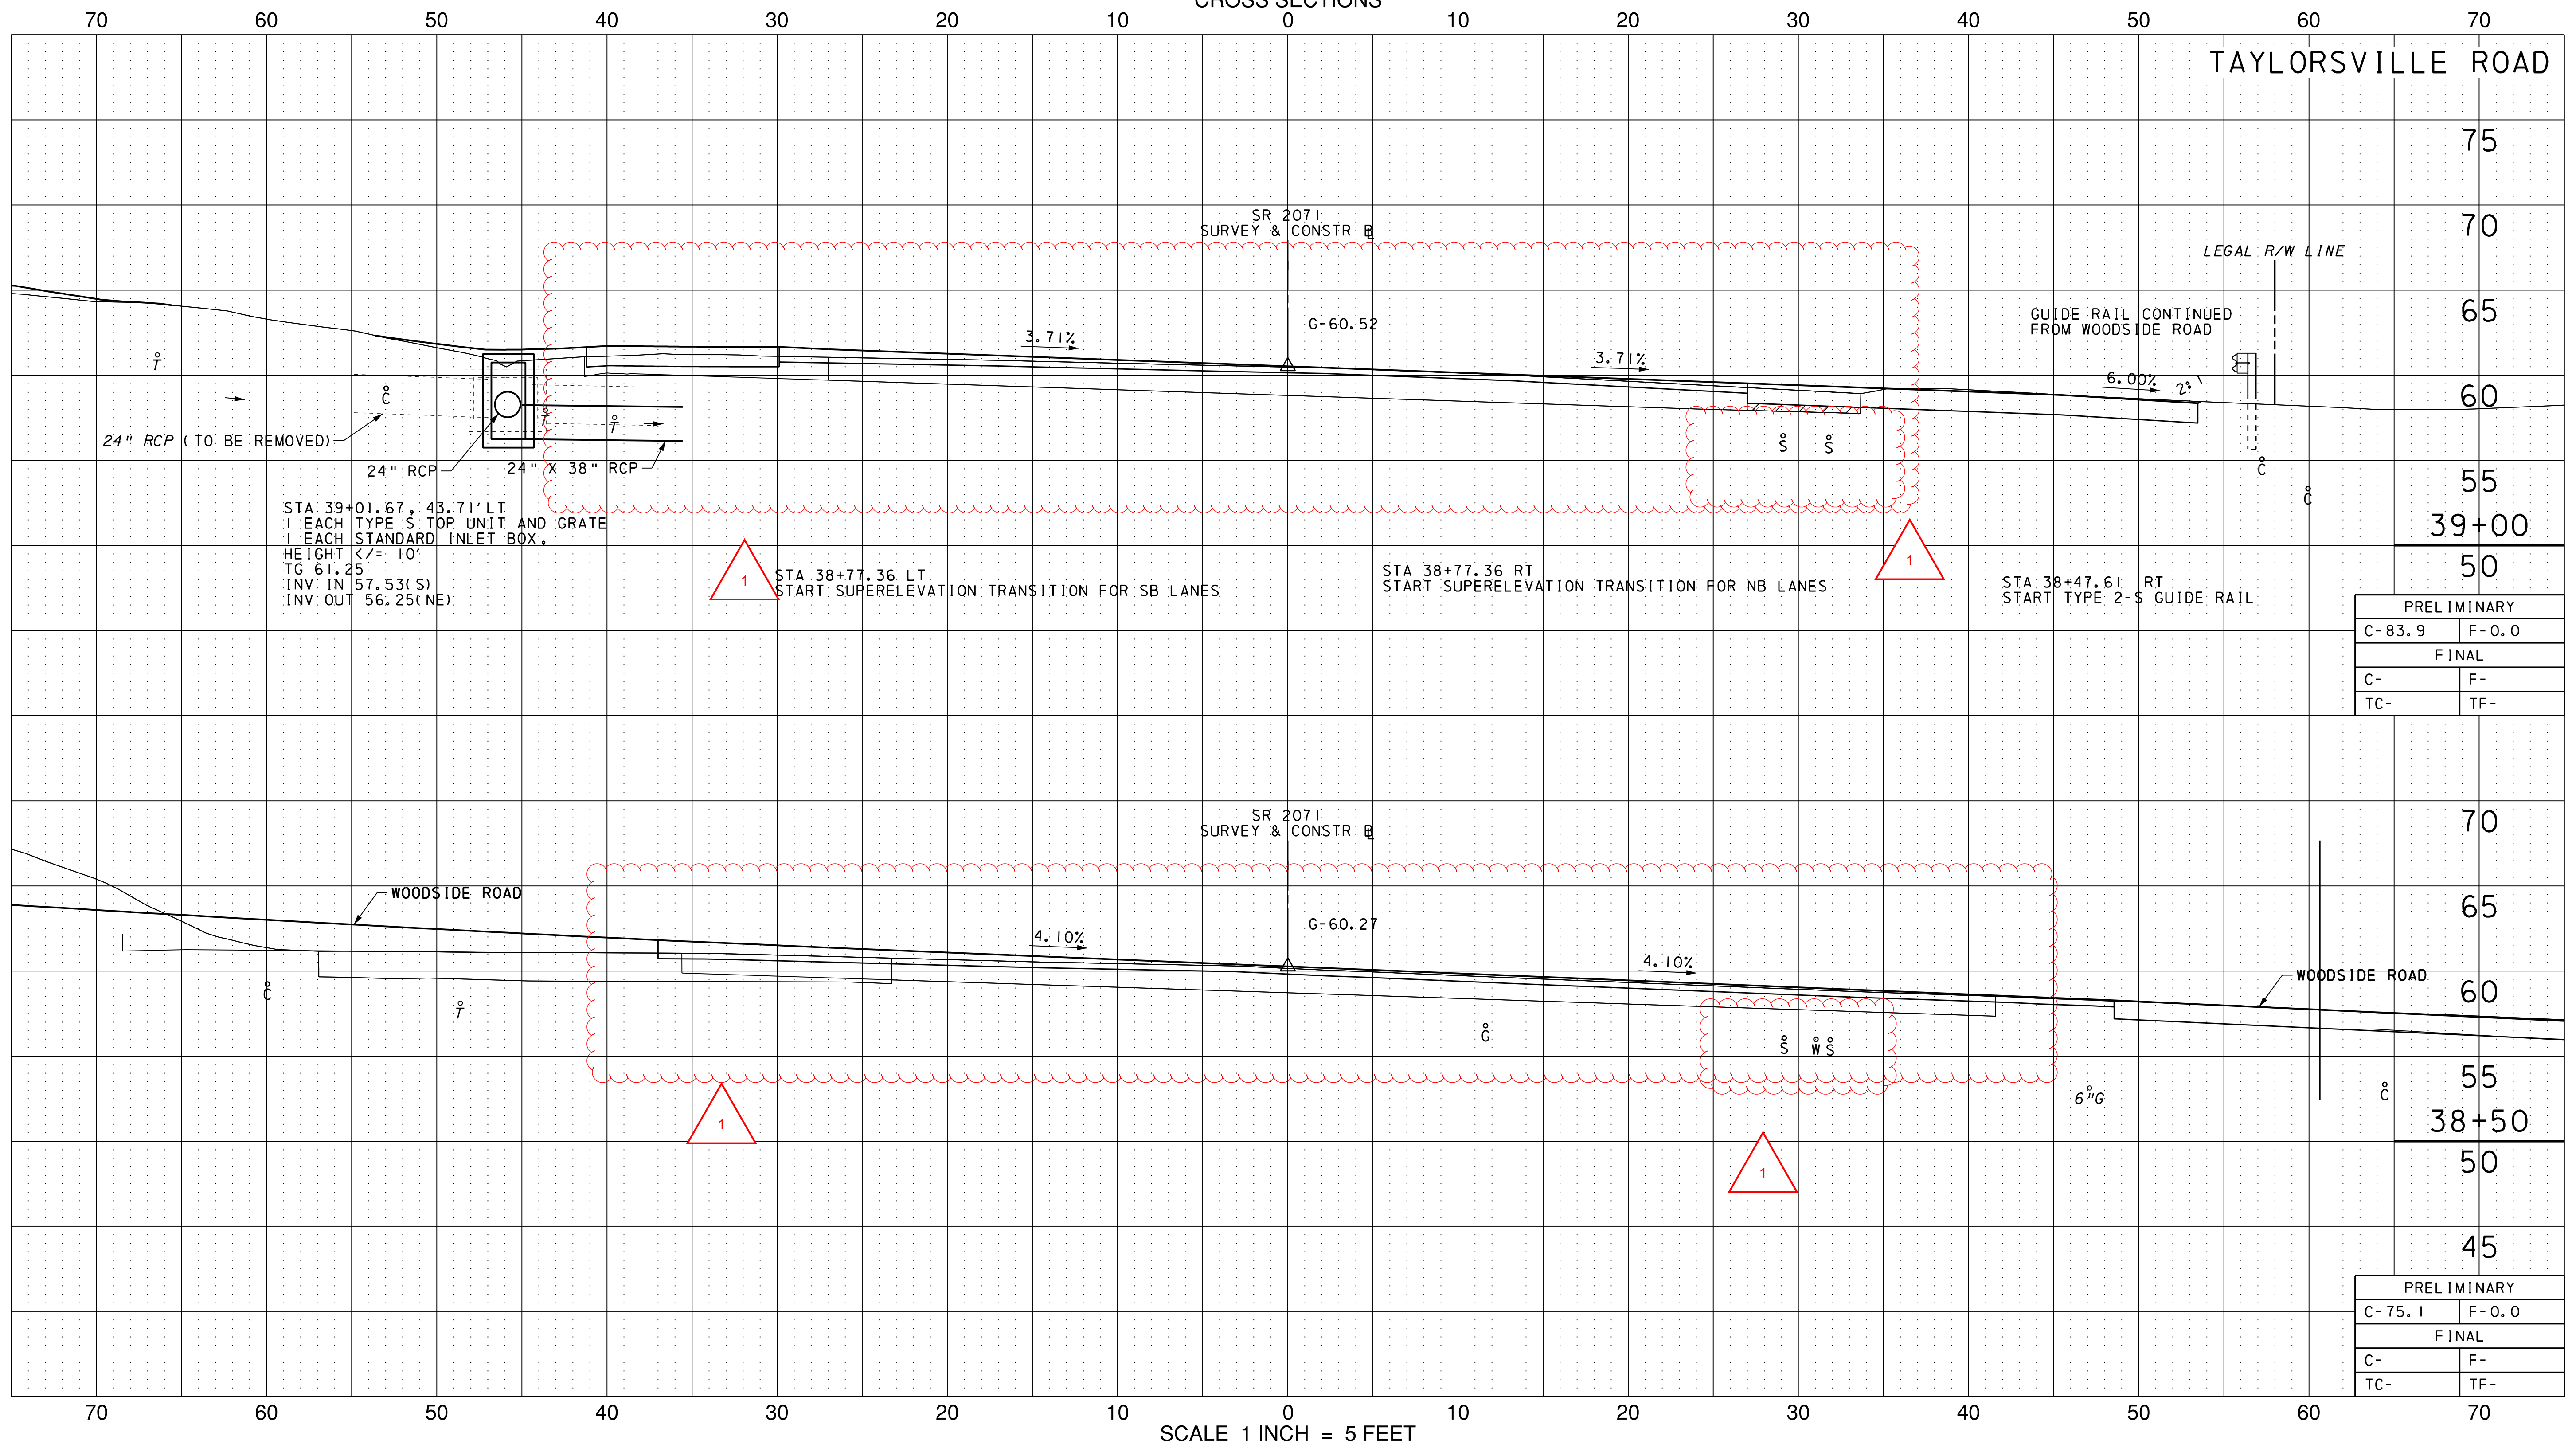 CROSS SECTIONS
70 60 50 40 30 20 10 0 10 20 30 40 50 60 70
TAYLORSVILLE ROAD
75
70
65
60
55
39+00
50
SR 2071
SURVEY & CONSTR BL
G-60.52
3.71%
3.71%
6.00%
2:1
LEGAL R/W LINE
GUIDE RAIL CONTINUED
FROM WOODSIDE ROAD
T
C
T
T
S
S
C
C
24" RCP (TO BE REMOVED)
24" RCP
24" X 38" RCP
STA 39+01.67, 43.71' LT
1 EACH TYPE S TOP UNIT AND GRATE
1 EACH STANDARD INLET BOX,
HEIGHT </= 10'
TG 61.25
INV IN 57.53(S)
INV OUT 56.25(NE)
1
STA 38+77.36 LT
START SUPERELEVATION TRANSITION FOR SB LANES
STA 38+77.36 RT
START SUPERELEVATION TRANSITION FOR NB LANES
1
STA 38+47.61 RT
START TYPE 2-S GUIDE RAIL
PRELIMINARY
C-83.9 F-0.0
FINAL
C- F-
TC- TF-
70
65
60
55
38+50
50
45
SR 2071
SURVEY & CONSTR BL
G-60.27
WOODSIDE ROAD
4.10%
4.10%
WOODSIDE ROAD
C
T
G
S
W S
6"G
C
1
1
PRELIMINARY
C-75.1 F-0.0
FINAL
C- F-
TC- TF-
70 60 50 40 30 20 10 0 10 20 30 40 50 60 70
SCALE 1 INCH = 5 FEET